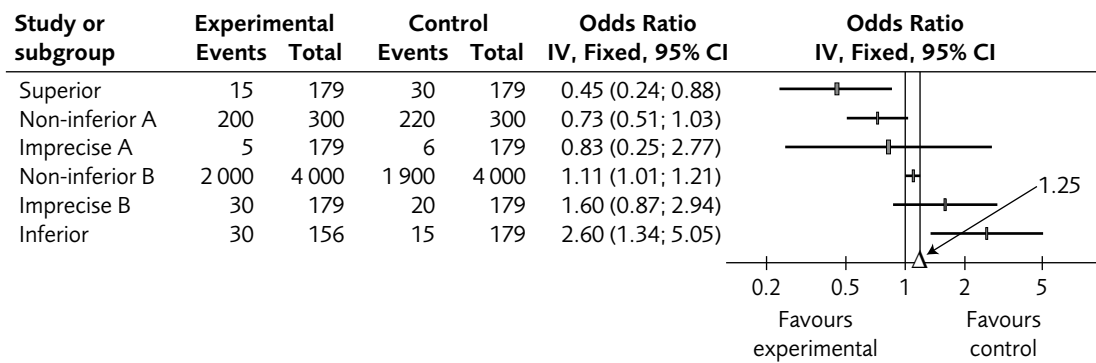 Study or Experimental Control Odds Ratio Odds Ratio
subgroup Events Total Events Total IV, Fixed, 95% CI IV, Fixed, 95% CI
Superior 15 179 30 179 0.45 (0.24; 0.88)
Non-inferior A 200 300 220 300 0.73 (0.51; 1.03)
Imprecise A 5 179 6 179 0.83 (0.25; 2.77)
Non-inferior B 2 000 4 000 1 900 4 000 1.11 (1.01; 1.21)
1.25
Imprecise B 30 179 20 179 1.60 (0.87; 2.94)
Inferior 30 156 15 179 2.60 (1.34; 5.05)
Δ
0.2 0.5 1 2 5
Favours Favours
experimental control